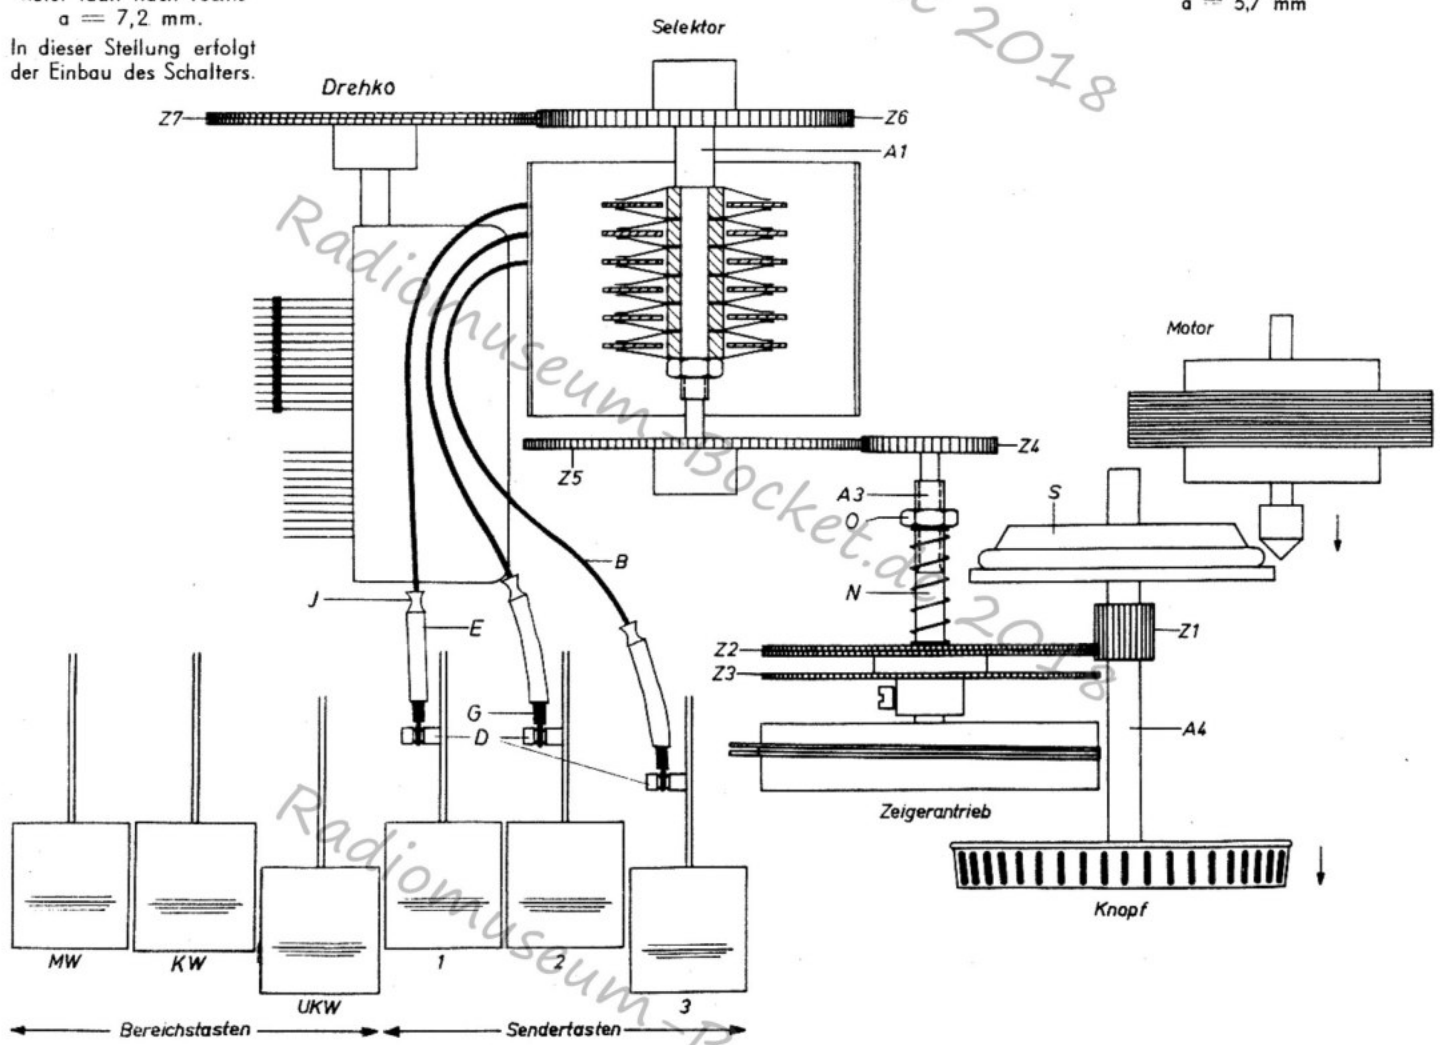 a = 7,2 mm.
In dieser Stellung erfolgt
der Einbau des Schalters.
a = 5,7 mm
Selektor
Drehko
Z7
Z6
A1
Motor
Z5
Z4
A3
O
S
B
N
J
E
Z1
Z2
Z3
G
D
A4
Zeigerantrieb
Knopf
MW
KW
UKW
1
2
3
Bereichstasten
Sendertasten
Radiomuseum-Bocket.de 2018
Radiomuseum-B
2018